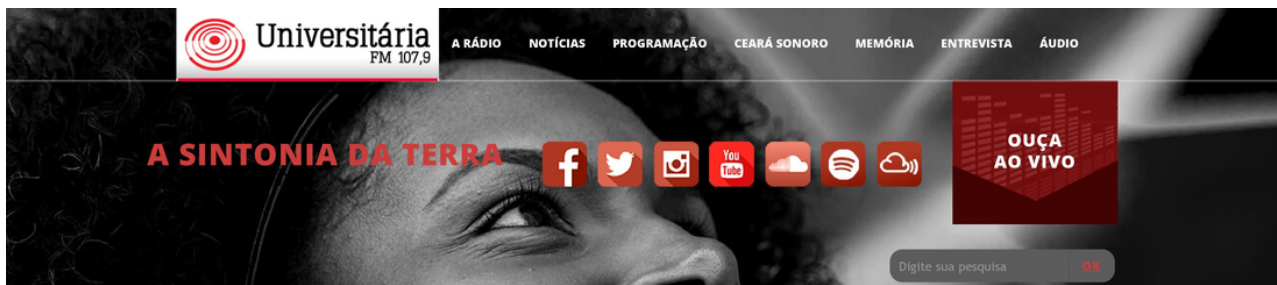 Universitária
FM 107,9
A RÁDIO NOTÍCIAS PROGRAMAÇÃO CEARÁ SONORO MEMÓRIA ENTREVISTA ÁUDIO
A SINTONIA DA TERRA
You
Tube
OUÇA
AO VIVO
Digite sua pesquisa OK